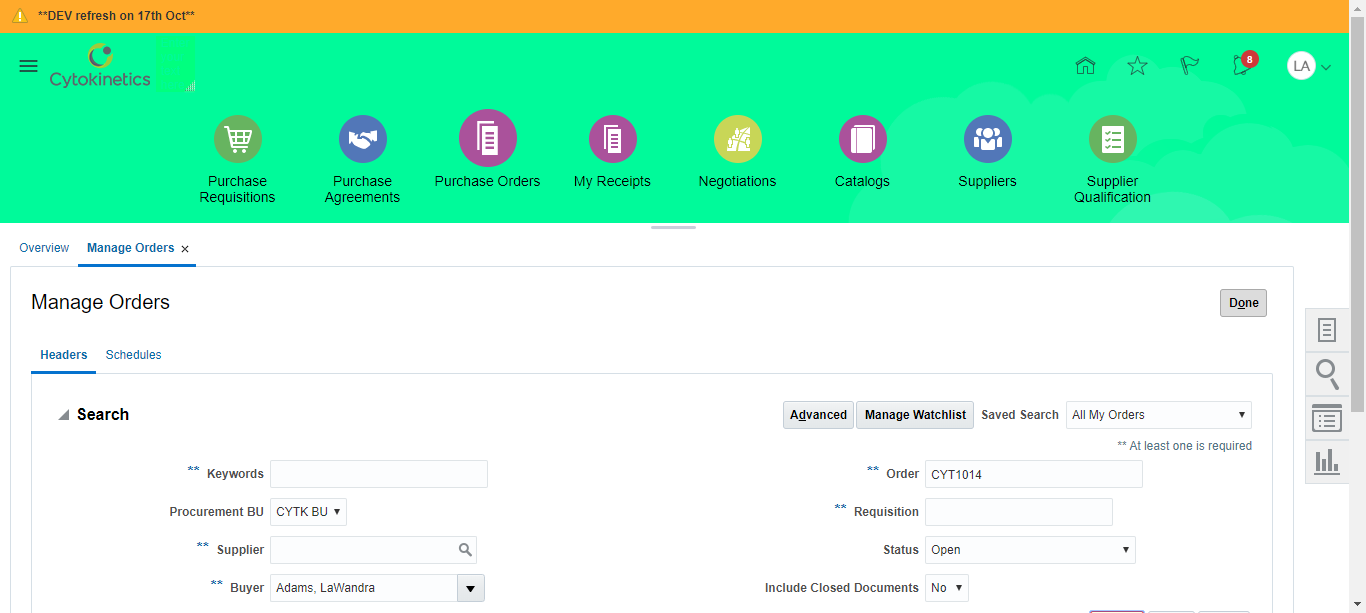 **DEV refresh on 17th Oct**
Cytokinetics
8
LA
Purchase Requisitions
Purchase Agreements
Purchase Orders
My Receipts
Negotiations
Catalogs
Suppliers
Supplier Qualification
Overview
Manage Orders
Manage Orders
Done
Headers
Schedules
Search
Advanced
Manage Watchlist
Saved Search
All My Orders
** At least one is required
** Keywords
** Order CYT1014
Procurement BU CYTK BU
** Requisition
** Supplier
Status Open
** Buyer Adams, LaWandra
Include Closed Documents No